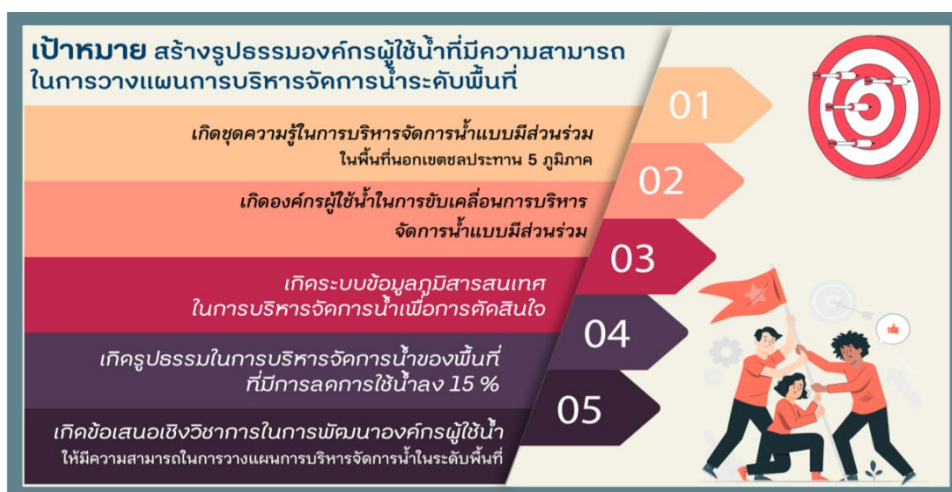 เป้าหมาย สร้างรูปธรรมองค์กรผู้ใช้น้ำที่มีความสามารถ
ในการวางแผนการบริหารจัดการน้ำระดับพื้นที่
01
เกิดชุดความรู้ในการบริหารจัดการน้ำแบบมีส่วนร่วม
ในพื้นที่นอกเขตชลประทาน 5 ภูมิภาค
02
เกิดองค์กรผู้ใช้น้ำในการขับเคลื่อนการบริหาร
จัดการน้ำแบบมีส่วนร่วม
03
เกิดระบบข้อมูลภูมิสารสนเทศ
ในการบริหารจัดการน้ำเพื่อการตัดสินใจ
04
เกิดรูปธรรมในการบริหารจัดการน้ำของพื้นที่
ที่มีการลดการใช้น้ำลง 15 %
05
เกิดข้อเสนอเชิงวิชาการในการพัฒนาองค์กรผู้ใช้น้ำ
ให้มีความสามารถในการวางแผนการบริหารจัดการน้ำในระดับพื้นที่